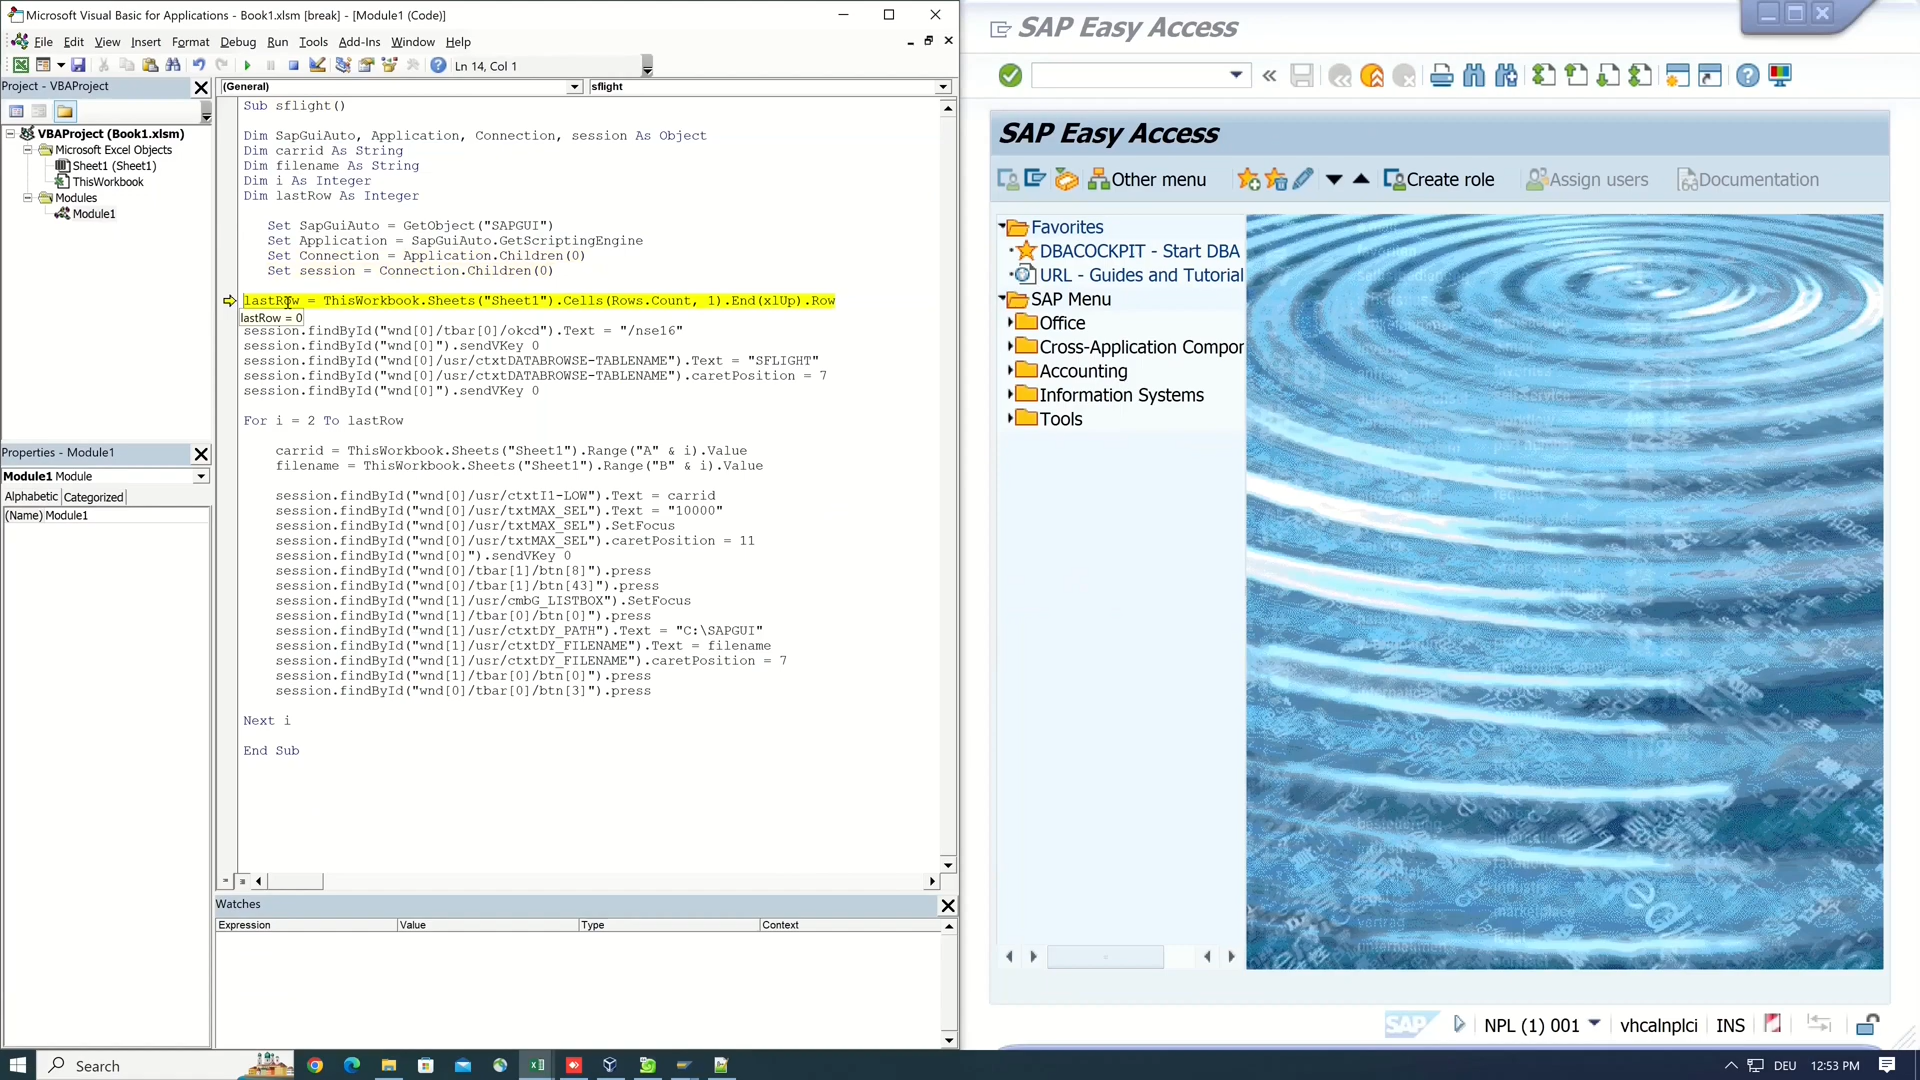 Microsoft Visual Basic for Applications - Book1.xlsm [break] - [Module1 (Code)]
File Edit View Insert Format Debug Run Tools Add-Ins Window Help
Ln 14, Col 1
Project - VBAProject
VBAProject (Book1.xlsm)
Microsoft Excel Objects
Sheet1 (Sheet1)
ThisWorkbook
Modules
Module1
Properties - Module1
Module1 Module
Alphabetic Categorized
(Name) Module1
(General)
sflight
Sub sflight()
Dim SapGuiAuto, Application, Connection, session As Object
Dim carrid As String
Dim filename As String
Dim i As Integer
Dim lastRow As Integer
Set SapGuiAuto = GetObject("SAPGUI")
Set Application = SapGuiAuto.GetScriptingEngine
Set Connection = Application.Children(0)
Set session = Connection.Children(0)
lastRow = ThisWorkbook.Sheets("Sheet1").Cells(Rows.Count, 1).End(xlUp).Row
lastRow = 0
session.findById("wnd[0]/tbar[0]/okcd").Text = "/nse16"
session.findById("wnd[0]").sendVKey 0
session.findById("wnd[0]/usr/ctxtDATABROWSE-TABLENAME").Text = "SFLIGHT"
session.findById("wnd[0]/usr/ctxtDATABROWSE-TABLENAME").caretPosition = 7
session.findById("wnd[0]").sendVKey 0
For i = 2 To lastRow
carrid = ThisWorkbook.Sheets("Sheet1").Range("A" & i).Value
filename = ThisWorkbook.Sheets("Sheet1").Range("B" & i).Value
session.findById("wnd[0]/usr/ctxtI1-LOW").Text = carrid
session.findById("wnd[0]/usr/txtMAX_SEL").Text = "10000"
session.findById("wnd[0]/usr/txtMAX_SEL").SetFocus
session.findById("wnd[0]/usr/txtMAX_SEL").caretPosition = 11
session.findById("wnd[0]").sendVKey 0
session.findById("wnd[0]/tbar[1]/btn[8]").press
session.findById("wnd[0]/tbar[1]/btn[43]").press
session.findById("wnd[1]/usr/cmbG_LISTBOX").SetFocus
session.findById("wnd[1]/tbar[0]/btn[0]").press
session.findById("wnd[1]/usr/ctxtDY_PATH").Text = "C:\SAPGUI"
session.findById("wnd[1]/usr/ctxtDY_FILENAME").Text = filename
session.findById("wnd[1]/usr/ctxtDY_FILENAME").caretPosition = 7
session.findById("wnd[1]/tbar[0]/btn[0]").press
session.findById("wnd[0]/tbar[0]/btn[3]").press
Next i
End Sub
Watches
Expression Value Type Context
SAP Easy Access
SAP Easy Access
Other menu Create role Assign users Documentation
Favorites
DBACOCKPIT - Start DBA
URL - Guides and Tutorial
SAP Menu
Office
Cross-Application Compor
Accounting
Information Systems
Tools
SAP NPL (1) 001 vhcalnplci INS
Search
DEU 12:53 PM